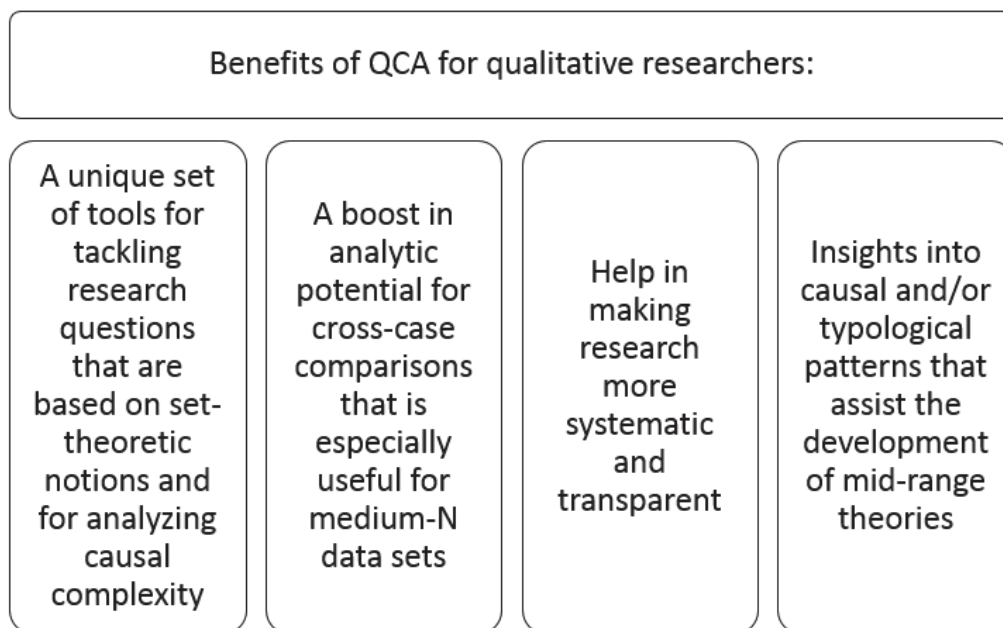 Benefits of QCA for qualitative researchers:
A unique set
of tools for
tackling
research
questions
that are
based on set-
theoretic
notions and
for analyzing
causal
complexity
A boost in
analytic
potential for
cross-case
comparisons
that is
especially
useful for
medium-N
data sets
Help in
making
research
more
systematic
and
transparent
Insights into
causal and/or
typological
patterns that
assist the
development
of mid-range
theories